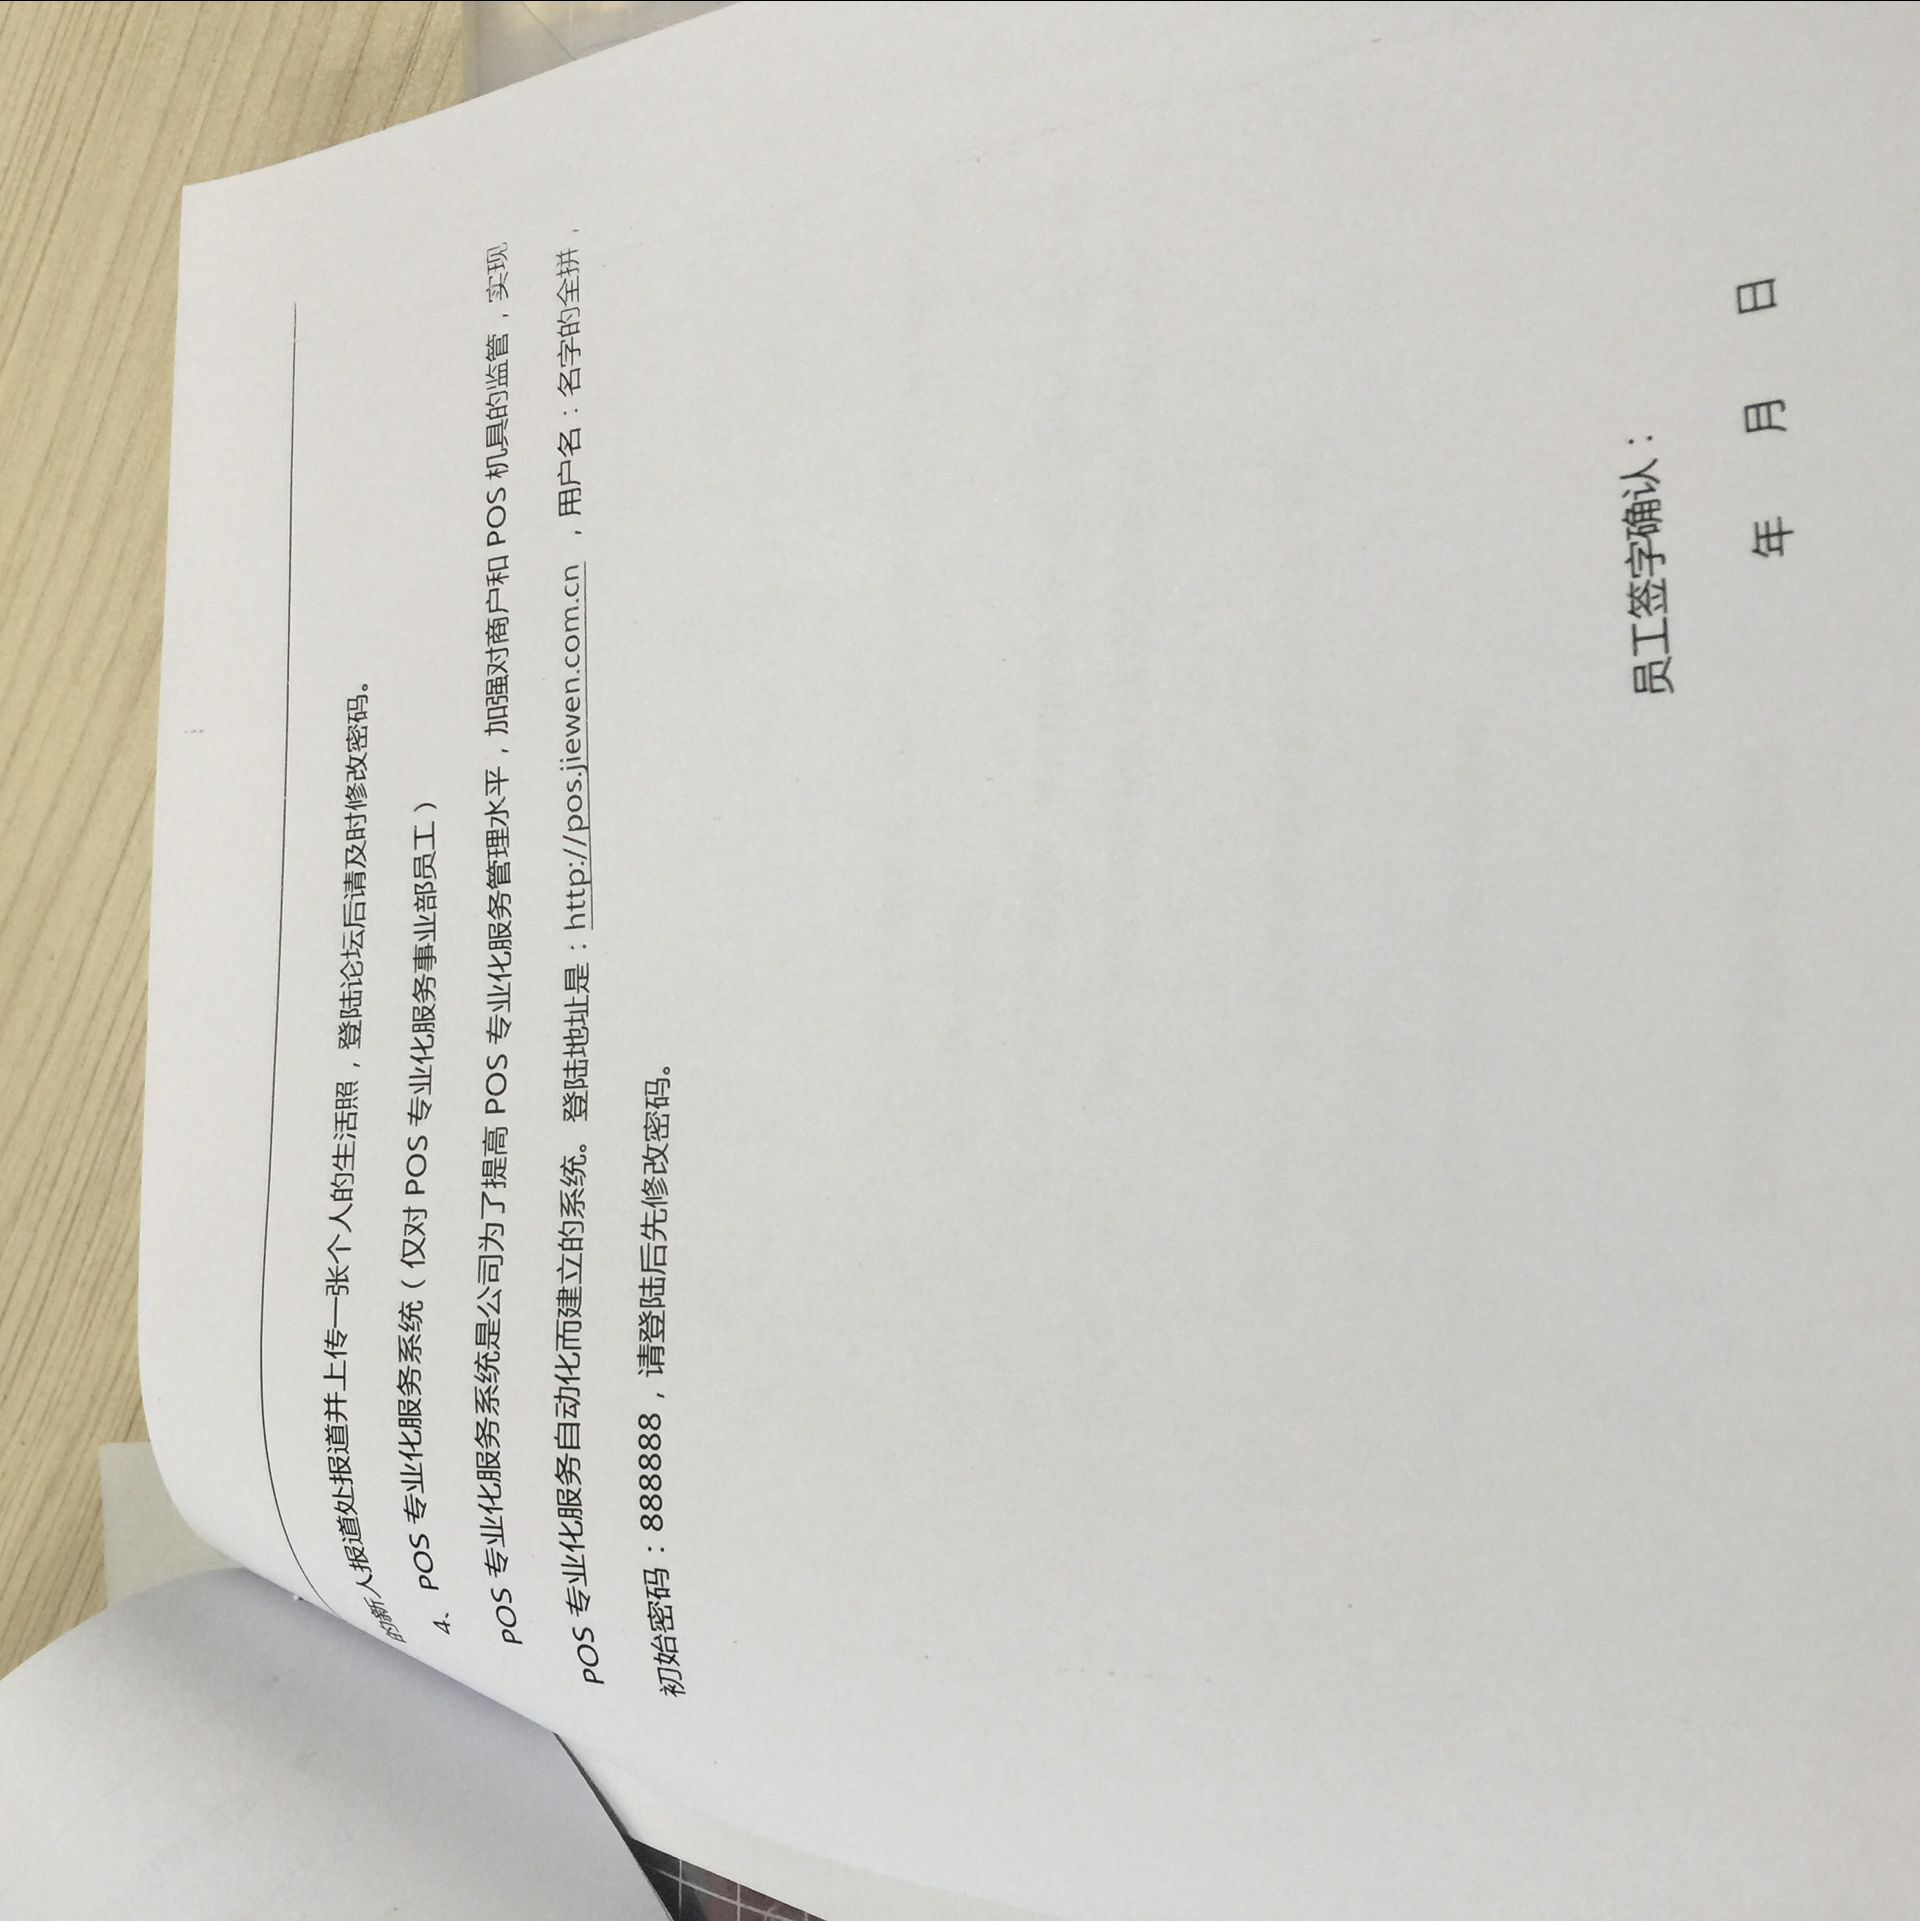 的新人报道处报道并上传一张个人的生活照，登陆论坛后请及时修改密码。
4、 POS 专业化服务系统（仅对 POS 专业化服务事业部员工）
POS 专业化服务系统是公司为了提高 POS 专业化服务管理水平，加强对商户和 POS 机具的监管，实现
POS 专业化服务自动化而建立的系统。登陆地址是：http://pos.jiewen.com.cn ，用户名：名字的全拼，
初始密码：888888，请登陆后先修改密码。
员工签字确认：
年 月 日